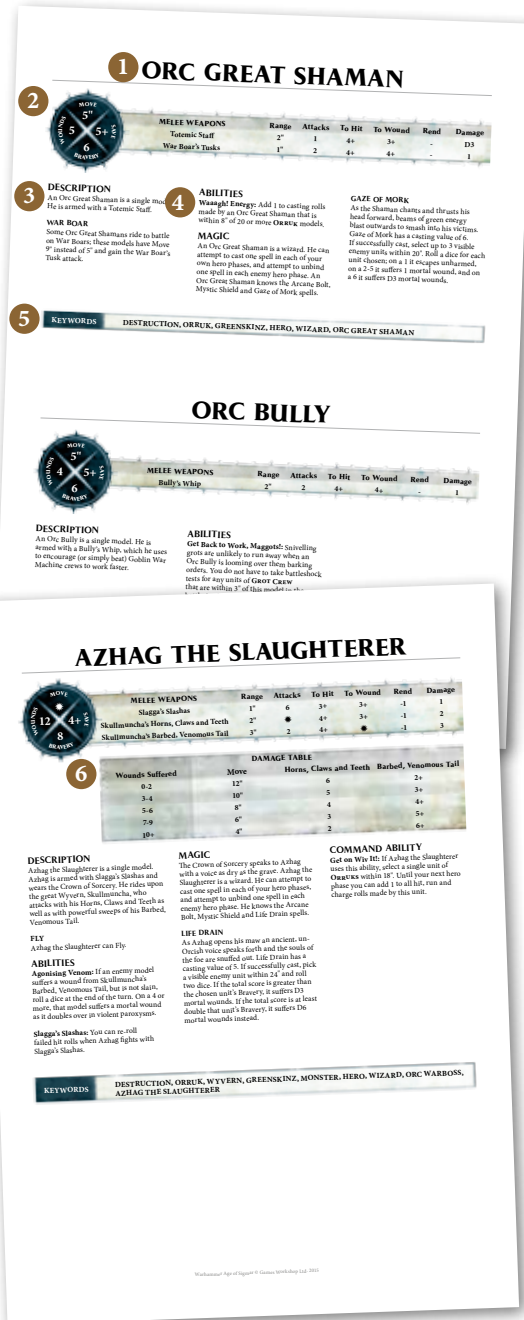 1 ORC GREAT SHAMAN
2
MOVE
5"
WOUNDS 5 5+ SAVE
6
BRAVERY
MELEE WEAPONS Range Attacks To Hit To Wound Rend Damage
Totemic Staff 2" 1 4+ 3+ - D3
War Boar's Tusks 1" 2 4+ 4+ - 1
3 DESCRIPTION
An Orc Great Shaman is a single
He is armed with a Totemic Staff.
WAR BOAR
Some Orc Great Shamans ride to battle
on War Boars; these models have Move
9" instead of 5" and gain the War Boar's
Tusk attack.
4 ABILITIES
Waaagh! Energy: Add 1 to casting rolls
made by an Orc Great Shaman that is
within 8" of 20 or more ORRUK models.
MAGIC
An Orc Great Shaman is a wizard. He can
attempt to cast one spell in each of your
own hero phases, and attempt to unbind
one spell in each enemy hero phase. An
Orc Great Shaman knows the Arcane Bolt,
Mystic Shield and Gaze of Mork spells.
GAZE OF MORK
As the Shaman chants and thrusts his
head forward, beams of green energy
blast outwards to smash into his victims.
Gaze of Mork has a casting value of 6.
If successfully cast, select up to 3 visible
enemy units within 20". Roll a dice for each
unit chosen; on a 1 it escapes unharmed,
on a 2-5 it suffers 1 mortal wound, and on
a 6 it suffers D3 mortal wounds.
5 KEYWORDS DESTRUCTION, ORRUK, GREENSKINZ, HERO, WIZARD, ORC GREAT SHAMAN
ORC BULLY
MOVE
5"
WOUNDS 4 5+ SAVE
6
BRAVERY
MELEE WEAPONS Range Attacks To Hit To Wound Rend Damage
Bully's Whip 2" 2 4+ 4+ - 1
DESCRIPTION
An Orc Bully is a single model. He is
armed with a Bully's Whip, which he uses
to encourage (or simply beat) Goblin War
Machine crews to work faster.
ABILITIES
Get Back to Work, Maggots!: Snivelling
grots are unlikely to run away when an
Orc Bully is looming over them barking
orders. You do not have to take battleshock
tests for any units of GROT CREW
that are within 3" of this model
AZHAG THE SLAUGHTERER
MOVE
✹
WOUNDS 12 4+ SAVE
8
BRAVERY
MELEE WEAPONS Range Attacks To Hit To Wound Rend Damage
Slagga's Slashas 1" 6 3+ 3+ -1 1
Skullmuncha's Horns, Claws and Teeth 2" ✹ 4+ 3+ -1 2
Skullmuncha's Barbed, Venomous Tail 3" 2 4+ ✹ -1 3
6 DAMAGE TABLE
Wounds Suffered Move Horns, Claws and Teeth Barbed, Venomous Tail
0-2 12" 6 2+
3-4 10" 5 3+
5-6 8" 4 4+
7-9 6" 3 5+
10+ 4" 2 6+
DESCRIPTION
Azhag the Slaughterer is a single model.
Azhag is armed with Slagga's Slashas and
wears the Crown of Sorcery. He rides upon
the great Wyvern, Skullmuncha, who
attacks with his Horns, Claws and Teeth as
well as with powerful sweeps of his Barbed,
Venomous Tail.
FLY
Azhag the Slaughterer can Fly.
ABILITIES
Agonising Venom: If an enemy model
suffers a wound from Skullmuncha's
Barbed, Venomous Tail, but is not slain,
roll a dice at the end of the turn. On a 4 or
more, that model suffers a mortal wound
as it doubles over in violent paroxysms.
Slagga's Slashas: You can re-roll
failed hit rolls when Azhag fights with
Slagga's Slashas.
MAGIC
The Crown of Sorcery speaks to Azhag
with a voice as dry as the grave. Azhag the
Slaughterer is a wizard. He can attempt to
cast one spell in each of your hero phases,
and attempt to unbind one spell in each
enemy hero phase. He knows the Arcane
Bolt, Mystic Shield and Life Drain spells.
LIFE DRAIN
As Azhag opens his maw an ancient, un-
Orcish voice speaks forth and the souls of
the foe are snuffed out. Life Drain has a
casting value of 5. If successfully cast, pick
a visible enemy unit within 24" and roll
two dice. If the total score is greater than
the chosen unit's Bravery, it suffers D3
mortal wounds. If the total score is at least
double that unit's Bravery, it suffers D6
mortal wounds instead.
COMMAND ABILITY
Get on Wiv It!: If Azhag the Slaughterer
uses this ability, select a single unit of
ORRUKS within 18". Until your next hero
phase you can add 1 to all hit, run and
charge rolls made by this unit.
KEYWORDS DESTRUCTION, ORRUK, WYVERN, GREENSKINZ, MONSTER, HERO, WIZARD, ORC WARBOSS,
AZHAG THE SLAUGHTERER
Warhammer: Age of Sigmar © Games Workshop Ltd. 2015